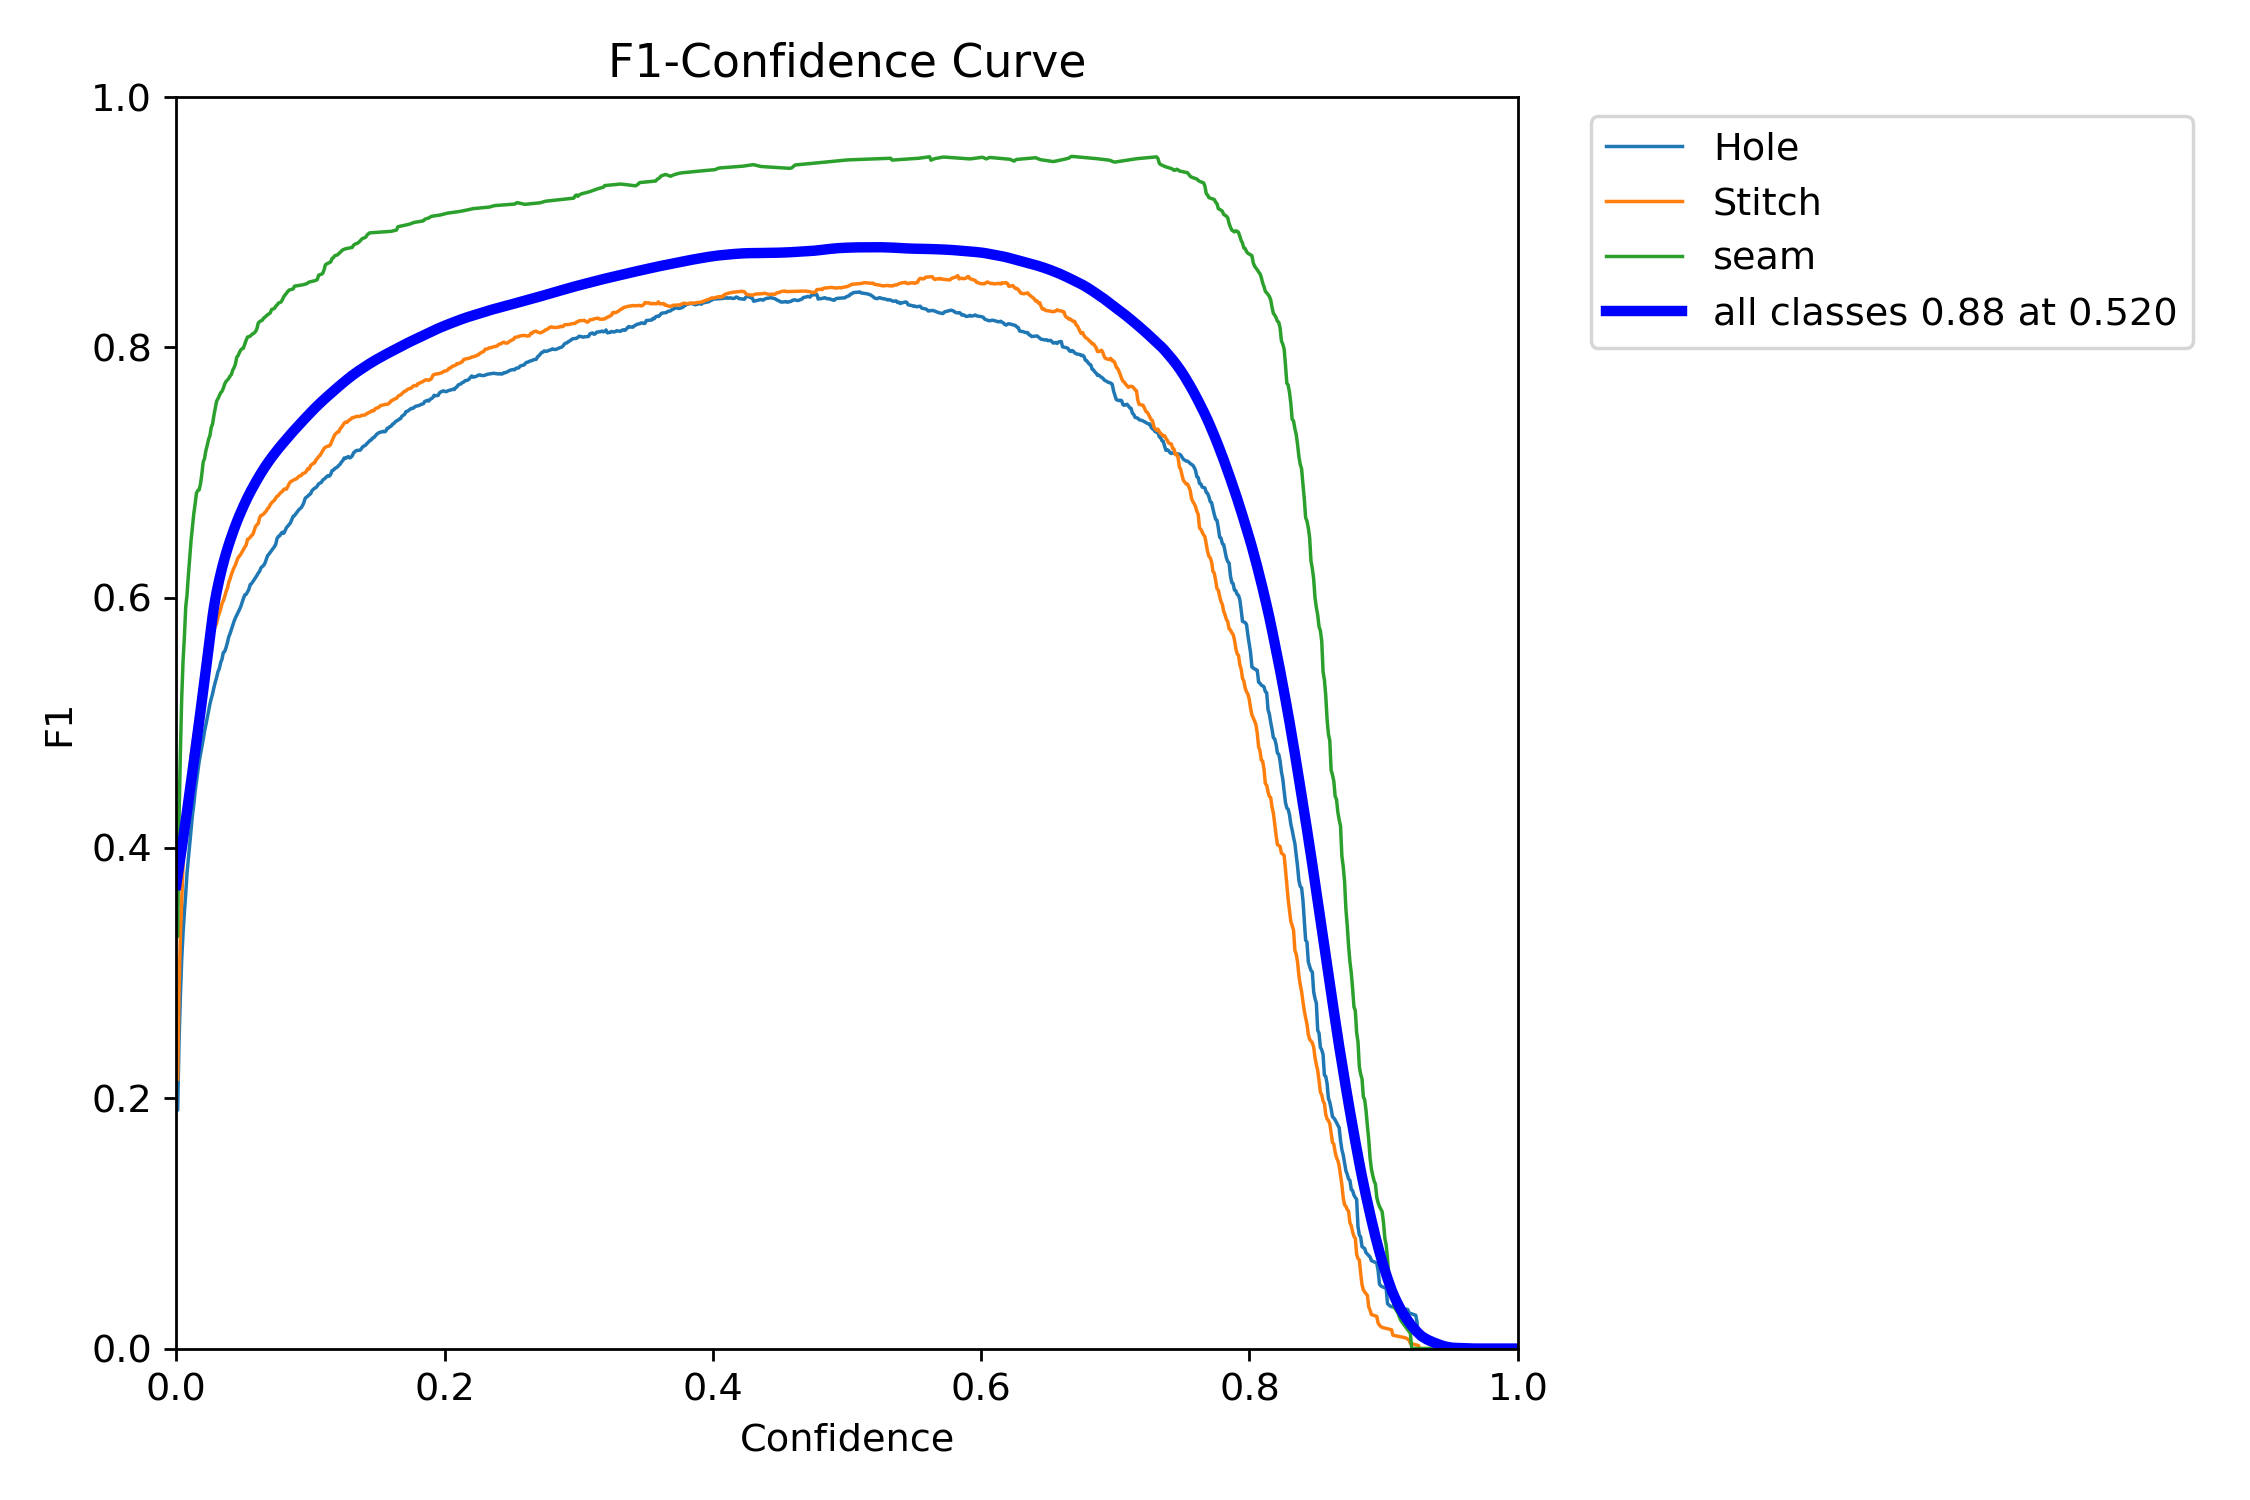 F1-Confidence Curve
1.0
0.8
0.6
0.4
0.2
0.0
F1
0.0 0.2 0.4 0.6 0.8 1.0
Confidence
Hole
Stitch
seam
all classes 0.88 at 0.520